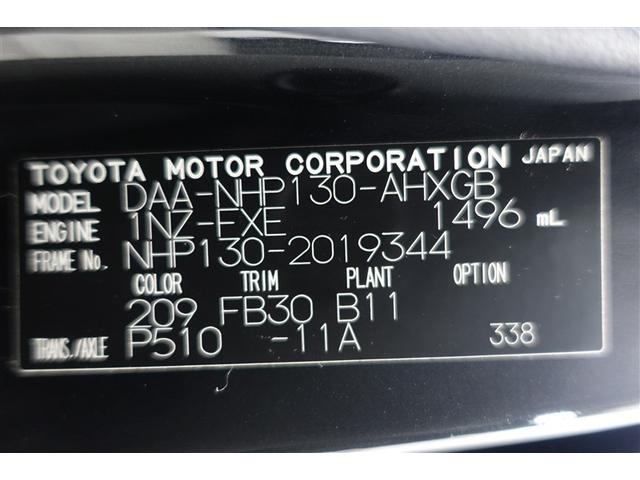 TOYOTA MOTOR CORPORATION JAPAN
MODEL DAA-NHP130-AHXGB
ENGINE 1NZ-FXE 1496 mL
FRAME No. NHP130-2019344
COLOR TRIM PLANT OPTION
209 FB30 B11
TRANS./AXLE P510 -11A 338